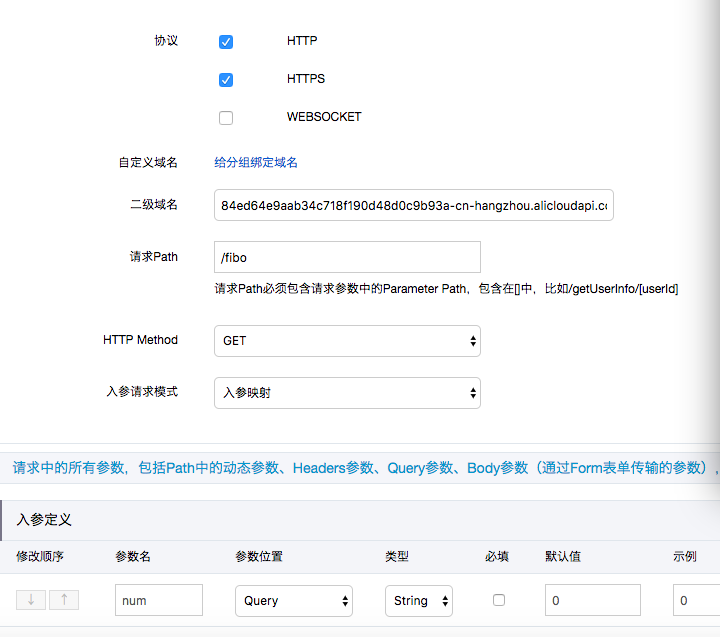 协议
HTTP
HTTPS
WEBSOCKET
自定义域名 给分组绑定域名
二级域名 84ed64e9aab34c718f190d48d0c9b93a-cn-hangzhou.alicloudapi.co
请求Path /fibo
请求Path必须包含请求参数中的Parameter Path，包含在[]中，比如/getUserInfo/[userId]
HTTP Method GET
入参请求模式 入参映射
请求中的所有参数，包括Path中的动态参数、Headers参数、Query参数、Body参数（通过Form表单传输的参数），
入参定义
修改顺序 参数名 参数位置 类型 必填 默认值 示例
↓ ↑ num Query String 0 0